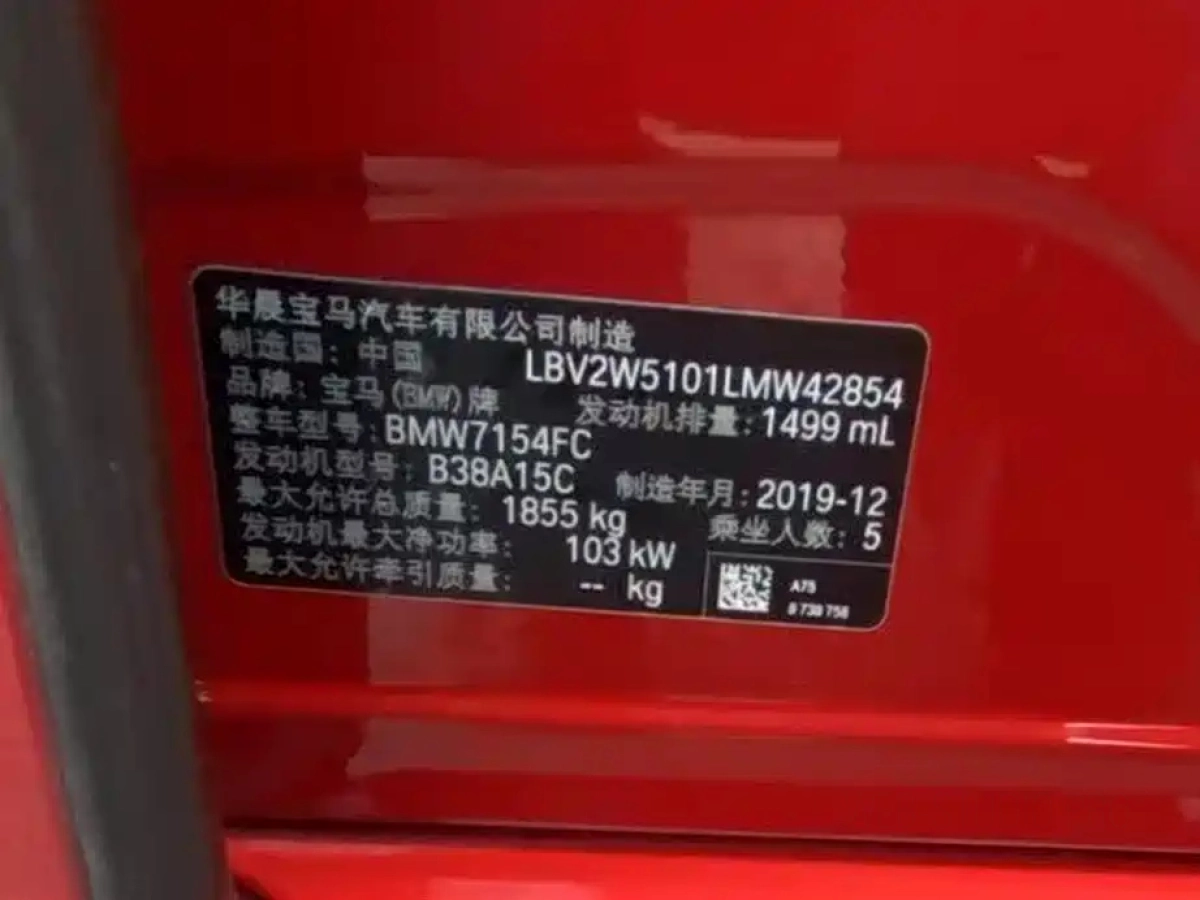 华晨宝马汽车有限公司制造
制造国：中国 LBV2W5101LMW42854
品牌：宝马(BMW)牌 发动机排量：1499 mL
整车型号：BMW7154FC
发动机型号：B38A15C 制造年月：2019-12
最大允许总质量：1855 kg 乘坐人数：5
发动机最大净功率：103 kW
最大允许牵引质量：-- kg
A75
8 738 758